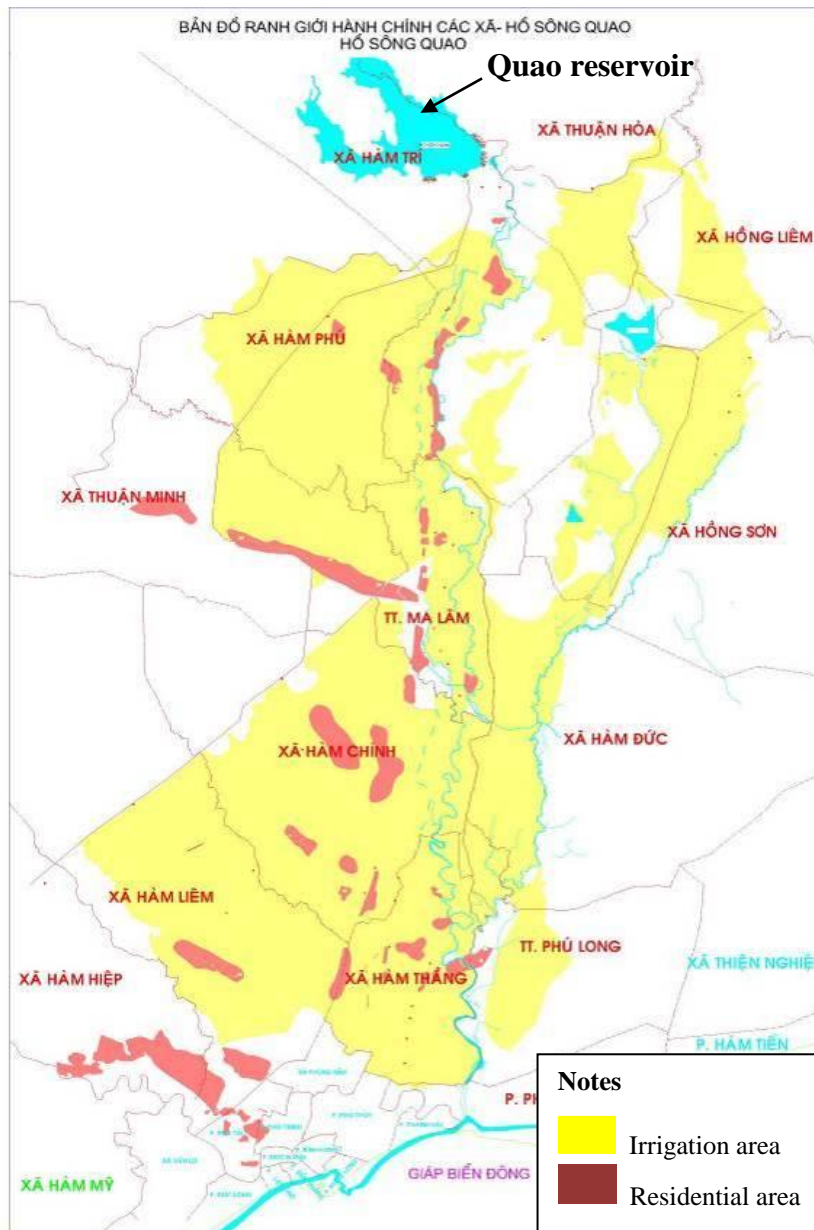 BẢN ĐỒ RANH GIỚI HÀNH CHÍNH CÁC XÃ- HỒ SÔNG QUAO
HỒ SÔNG QUAO
Quao reservoir
XÃ THUẬN HÒA
XÃ HÀM TRÍ
XÃ HỒNG LIÊM
XÃ HÀM PHÚ
XÃ THUẬN MINH
XÃ HỒNG SƠN
TT. MA LÂM
XÃ HÀM CHÍNH
XÃ HÀM ĐỨC
XÃ HÀM LIÊM
TT. PHÚ LONG
XÃ HÀM HIỆP
XÃ HÀM THẮNG
XÃ THIỆN NGHIỆ
P. HÀM TIẾN
P. PH
XÃ HÀM MỸ
GIÁP BIỂN ĐÔNG
Notes
Irrigation area
Residential area